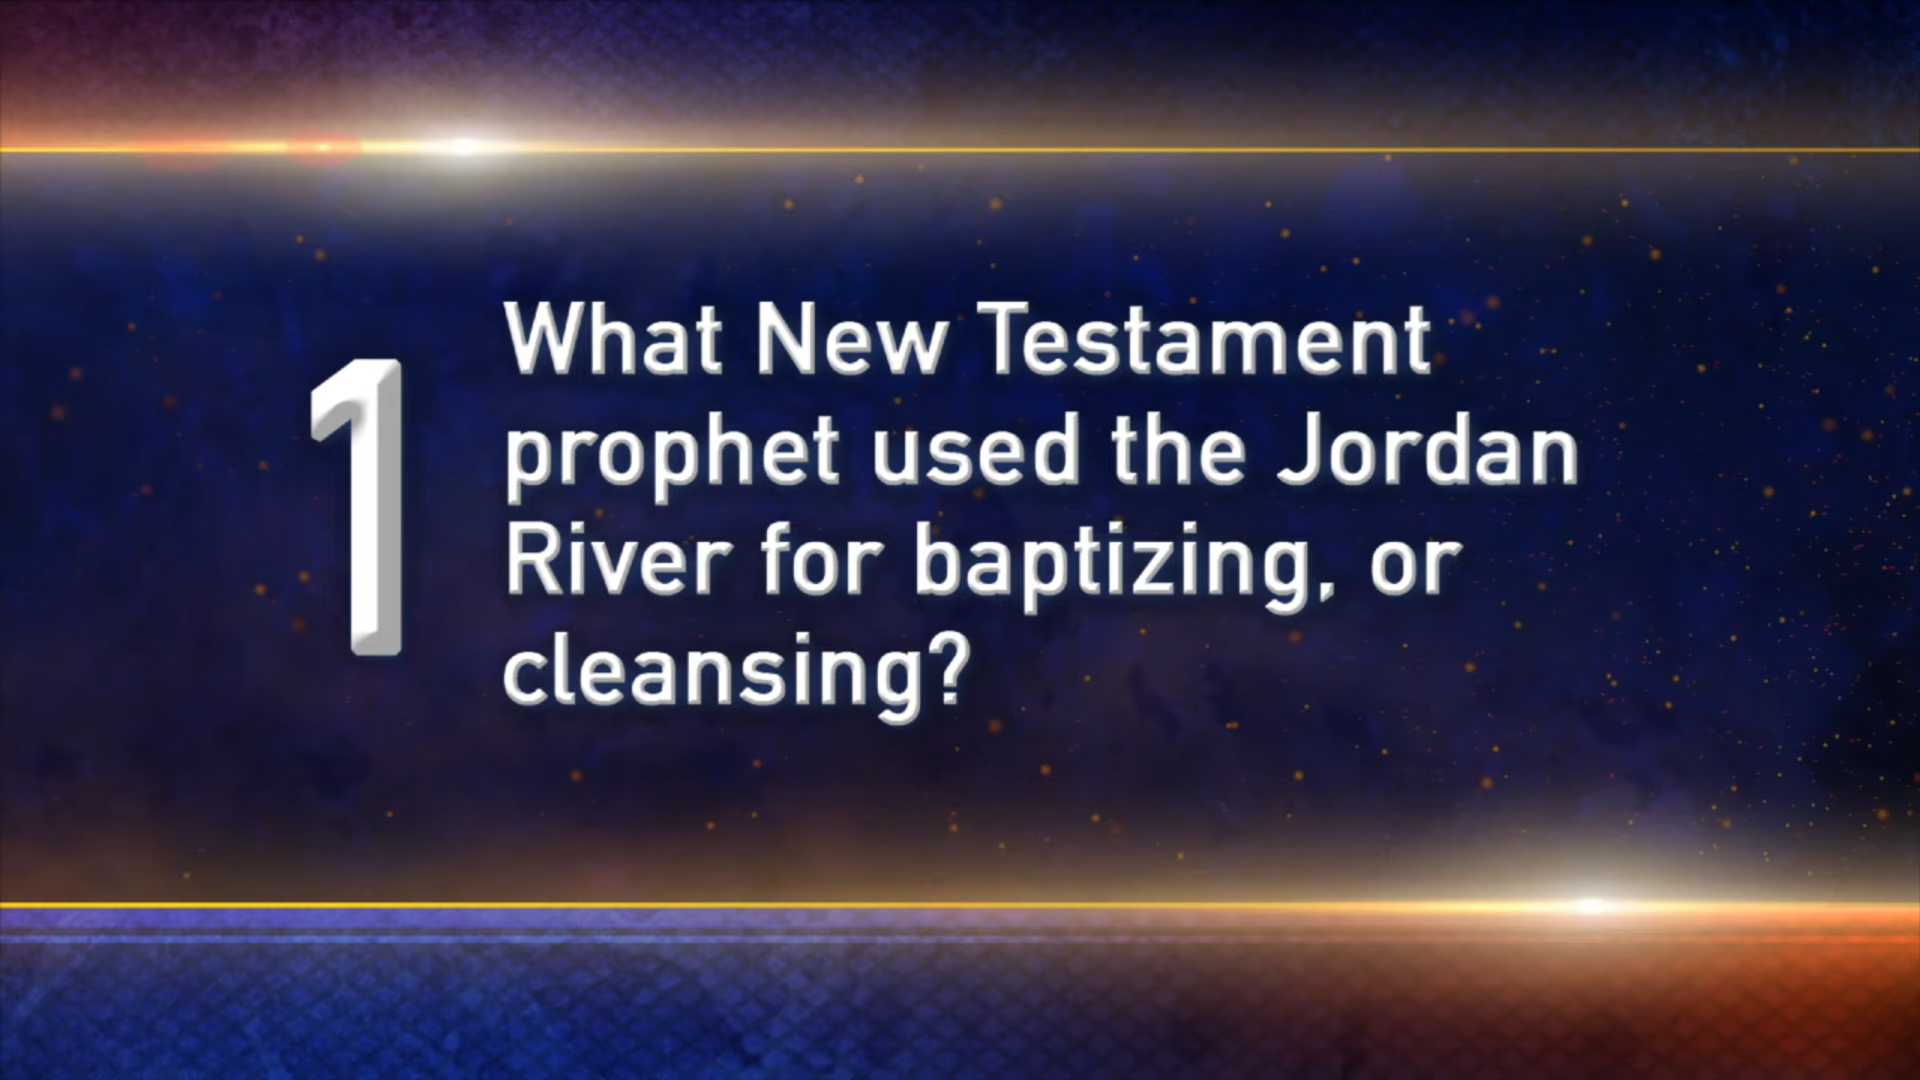 1
What New Testament
prophet used the Jordan
River for baptizing, or
cleansing?